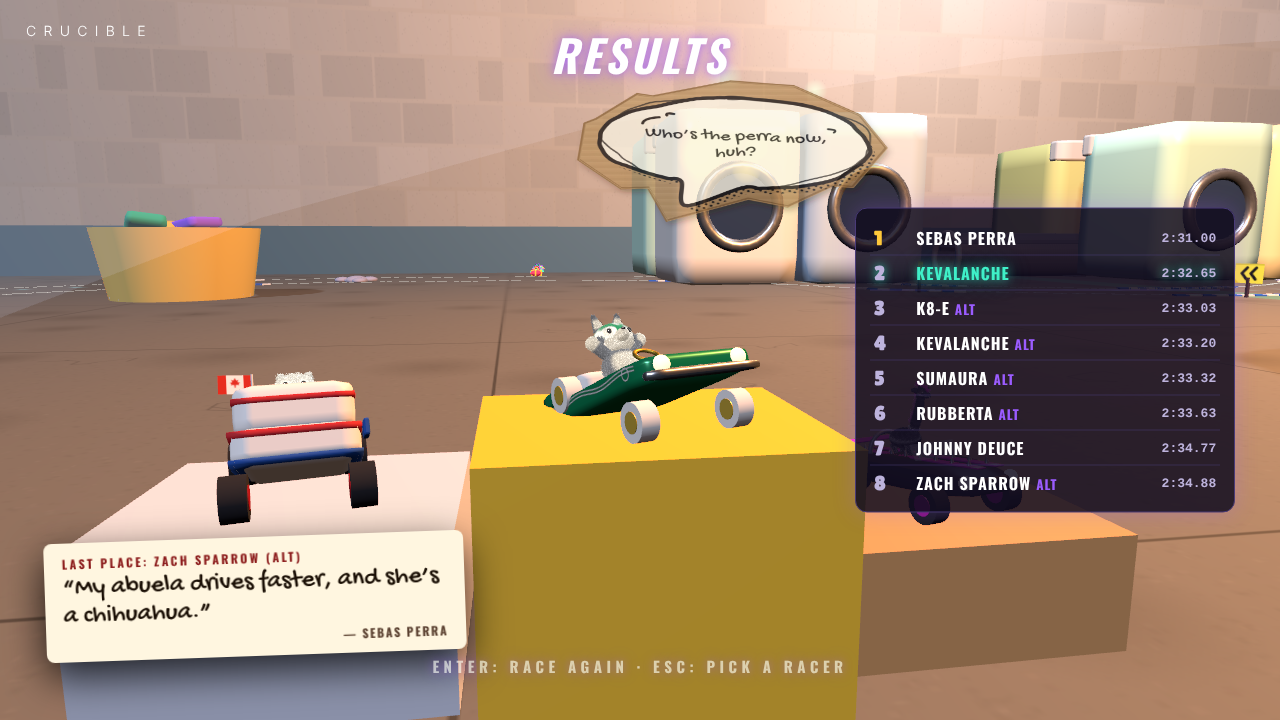 CRUCIBLE
RESULTS
who's the perra now,
huh?
1 SEBAS PERRA 2:31.00
2 KEVALANCHE 2:32.65
3 K8-E ALT 2:33.03
4 KEVALANCHE ALT 2:33.20
5 SUMAURA ALT 2:33.32
6 RUBBERTA ALT 2:33.63
7 JOHNNY DEUCE 2:34.77
8 ZACH SPARROW ALT 2:34.88
LAST PLACE: ZACH SPARROW (ALT)
“My abuela drives faster, and she’s
a chihuahua.”
— SEBAS PERRA
ENTER: RACE AGAIN · ESC: PICK A RACER